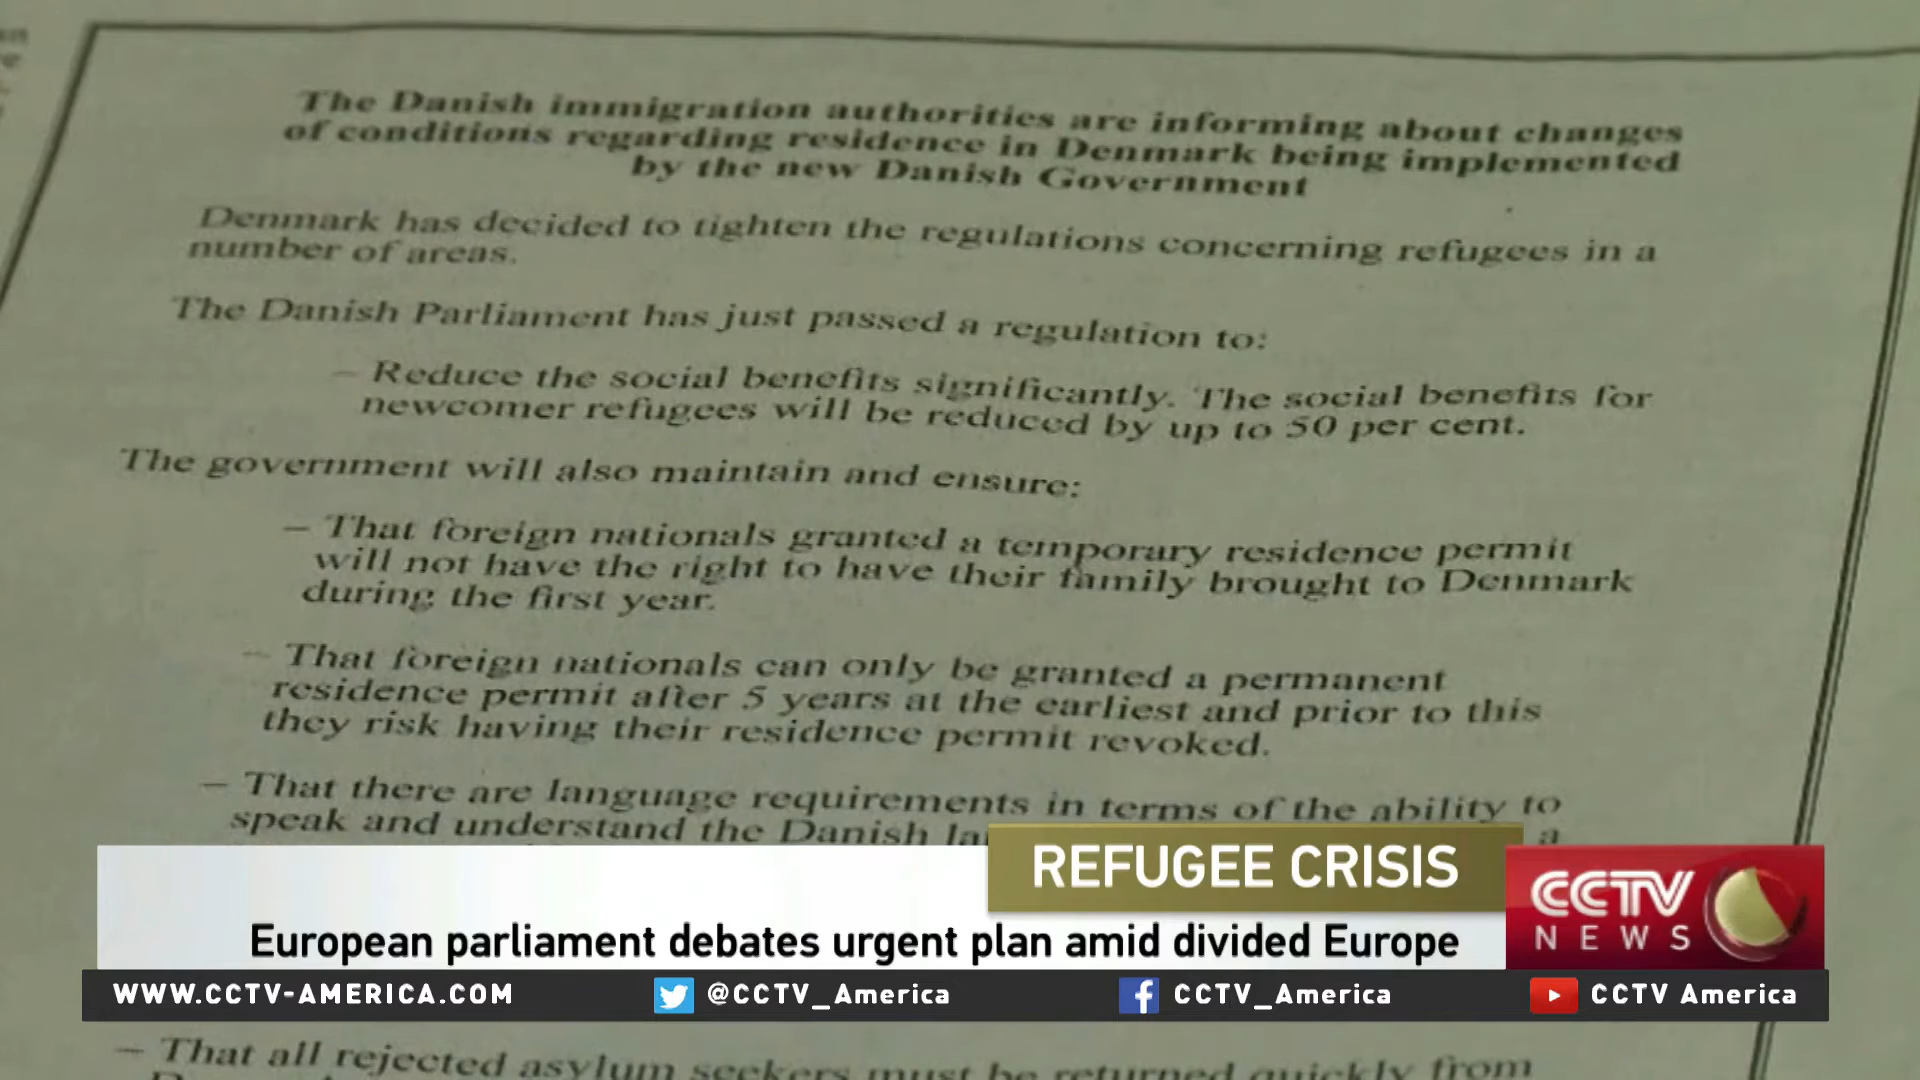 The Danish immigration authorities are informing about changes
of conditions regarding residence in Denmark being implemented
by the new Danish Government
Denmark has decided to tighten the regulations concerning refugees in a
number of areas.
The Danish Parliament has just passed a regulation to:
– Reduce the social benefits significantly. The social benefits for
newcomer refugees will be reduced by up to 50 per cent.
The government will also maintain and ensure:
– That foreign nationals granted a temporary residence permit
will not have the right to have their family brought to Denmark
during the first year.
– That foreign nationals can only be granted a permanent
residence permit after 5 years at the earliest and prior to this
they risk having their residence permit revoked.
– That there are language requirements in terms of the ability to
speak and understand the Danish a
REFUGEE CRISIS
European parliament debates urgent plan amid divided Europe
CCTV
NEWS
WWW.CCTV-AMERICA.COM
@CCTV_America
CCTV_America
CCTV America
– That all rejected asylum seekers must be returned quickly from